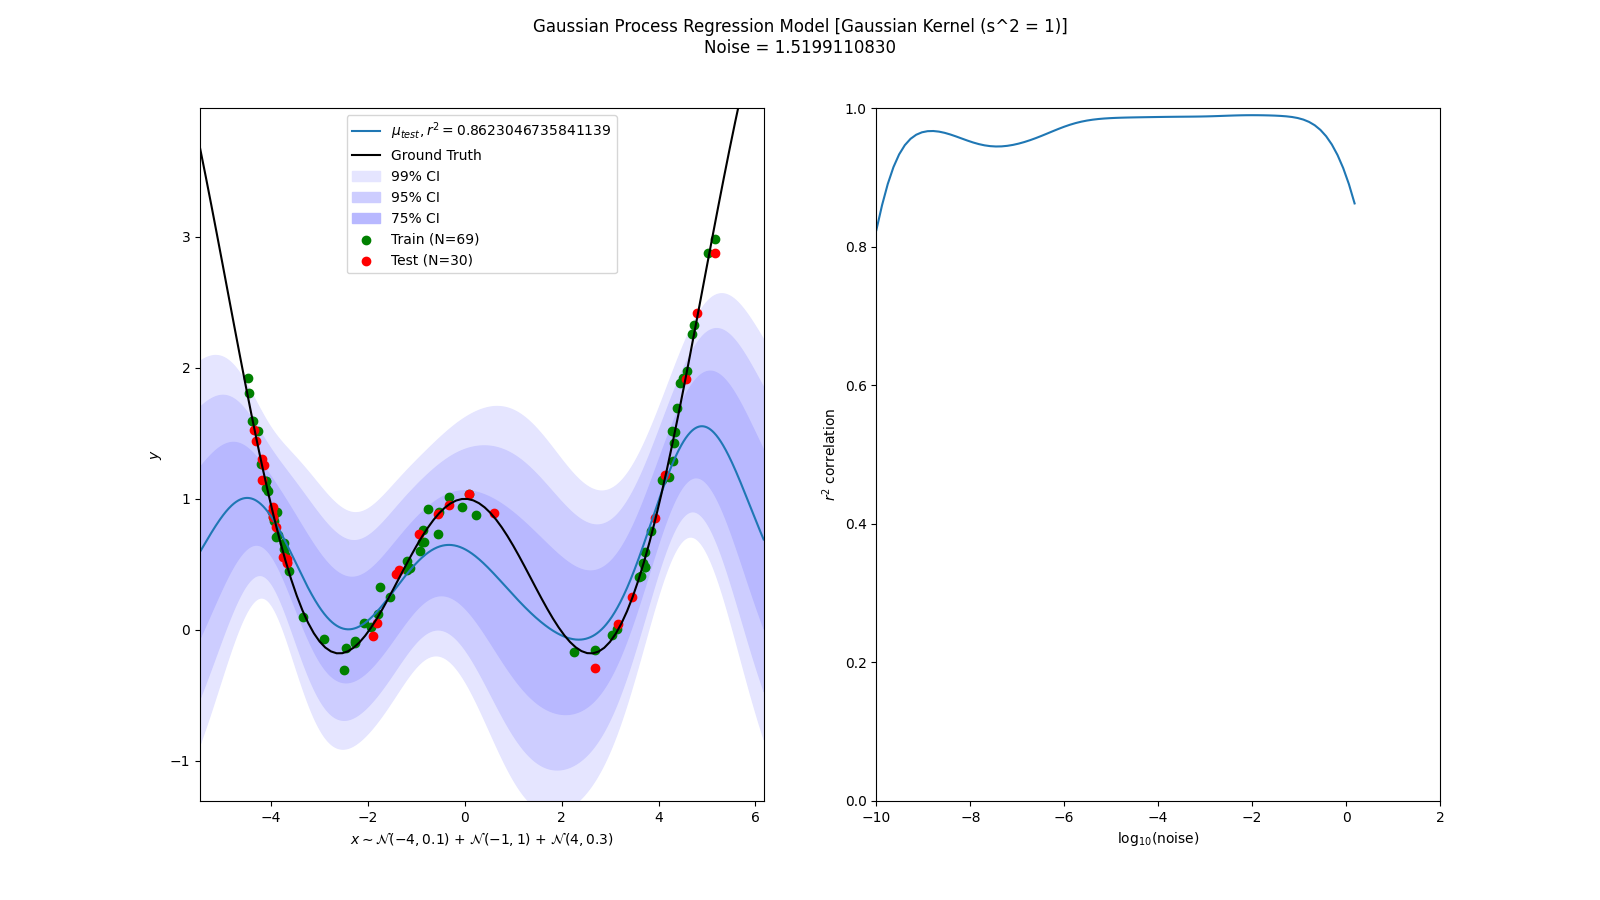 Gaussian Process Regression Model [Gaussian Kernel (s^2 = 1)]
Noise = 1.5199110830
μ_test, r² = 0.8623046735841139
Ground Truth
99% CI
95% CI
75% CI
Train (N=69)
Test (N=30)
3
2
1
0
−1
y
−4 −2 0 2 4 6
x ~ 𝒩(−4, 0.1) + 𝒩(−1, 1) + 𝒩(4, 0.3)
1.0
0.8
0.6
0.4
0.2
0.0
r² correlation
−10 −8 −6 −4 −2 0 2
log₁₀(noise)